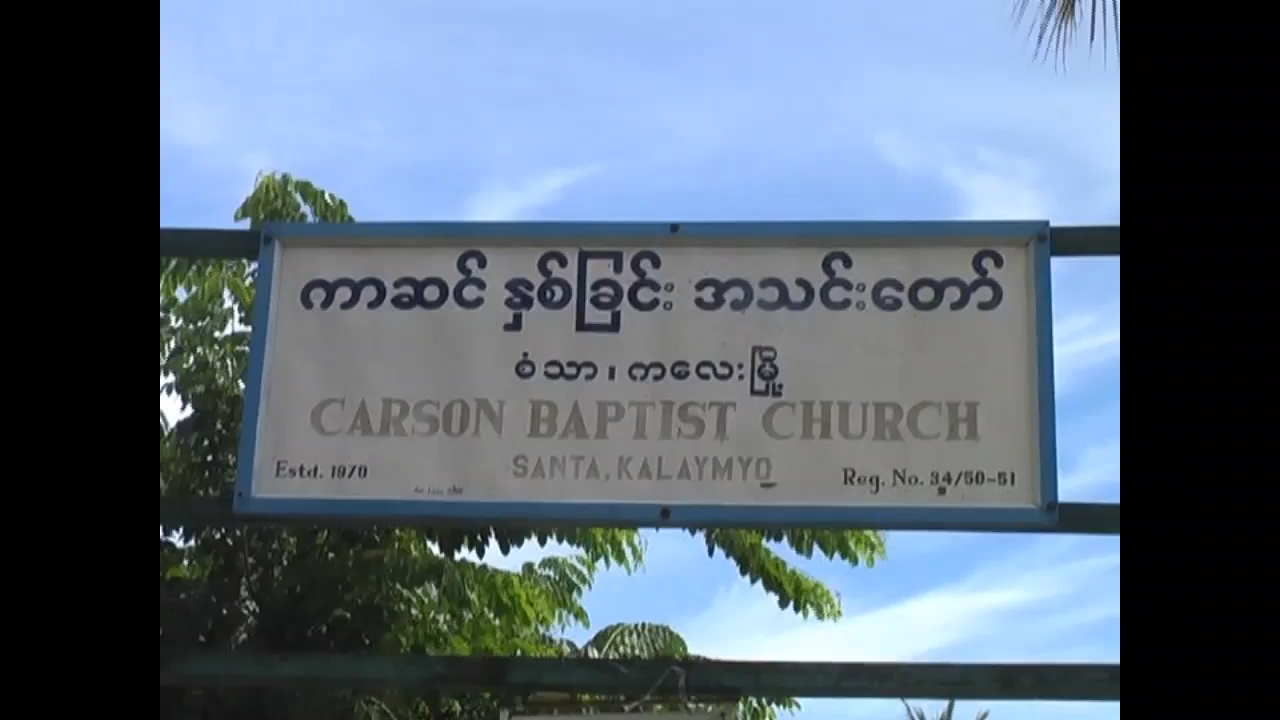 ကာဆင် နှစ်ခြင်း အသင်းတော်
စံသာ၊ ကလေးမြို့
CARSON BAPTIST CHURCH
SANTA, KALAYMYO
Estd. 1970
Reg. No. 34/50-51